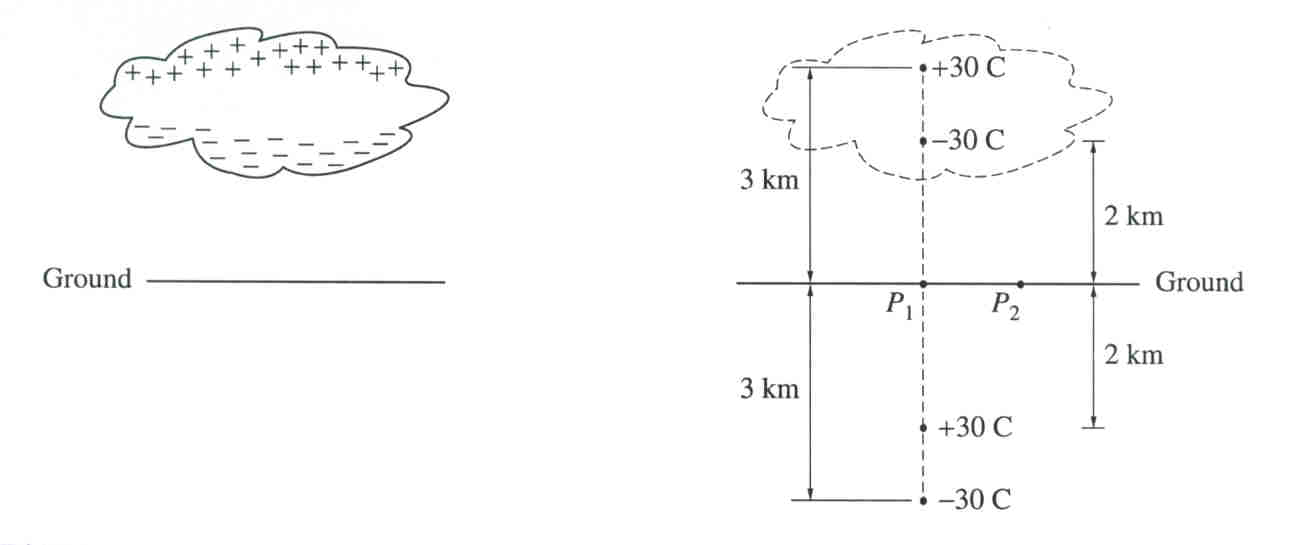 + + + + + + + + + + + + + + + + + + +
− − − − − − − − − − − − − − − − − −
Ground
+30 C
−30 C
3 km
2 km
Ground
P1
P2
2 km
3 km
+30 C
−30 C